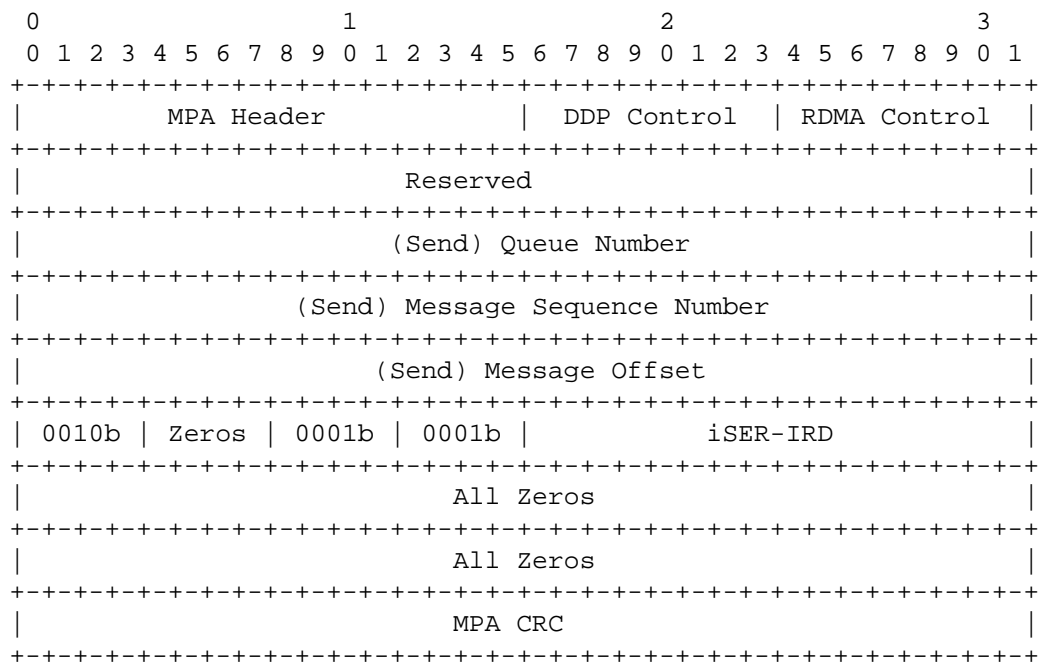 0                   1                   2                   3
 0 1 2 3 4 5 6 7 8 9 0 1 2 3 4 5 6 7 8 9 0 1 2 3 4 5 6 7 8 9 0 1
+-+-+-+-+-+-+-+-+-+-+-+-+-+-+-+-+-+-+-+-+-+-+-+-+-+-+-+-+-+-+-+-+
|         MPA Header            |  DDP Control  | RDMA Control  |
+-+-+-+-+-+-+-+-+-+-+-+-+-+-+-+-+-+-+-+-+-+-+-+-+-+-+-+-+-+-+-+-+
|                        Reserved                               |
+-+-+-+-+-+-+-+-+-+-+-+-+-+-+-+-+-+-+-+-+-+-+-+-+-+-+-+-+-+-+-+-+
|                       (Send) Queue Number                     |
+-+-+-+-+-+-+-+-+-+-+-+-+-+-+-+-+-+-+-+-+-+-+-+-+-+-+-+-+-+-+-+-+
|                 (Send) Message Sequence Number                |
+-+-+-+-+-+-+-+-+-+-+-+-+-+-+-+-+-+-+-+-+-+-+-+-+-+-+-+-+-+-+-+-+
|                      (Send) Message Offset                    |
+-+-+-+-+-+-+-+-+-+-+-+-+-+-+-+-+-+-+-+-+-+-+-+-+-+-+-+-+-+-+-+-+
| 0010b | Zeros | 0001b | 0001b |         iSER-IRD              |
+-+-+-+-+-+-+-+-+-+-+-+-+-+-+-+-+-+-+-+-+-+-+-+-+-+-+-+-+-+-+-+-+
|                           All Zeros                           |
+-+-+-+-+-+-+-+-+-+-+-+-+-+-+-+-+-+-+-+-+-+-+-+-+-+-+-+-+-+-+-+-+
|                           All Zeros                           |
+-+-+-+-+-+-+-+-+-+-+-+-+-+-+-+-+-+-+-+-+-+-+-+-+-+-+-+-+-+-+-+-+
|                           MPA CRC                             |
+-+-+-+-+-+-+-+-+-+-+-+-+-+-+-+-+-+-+-+-+-+-+-+-+-+-+-+-+-+-+-+-+